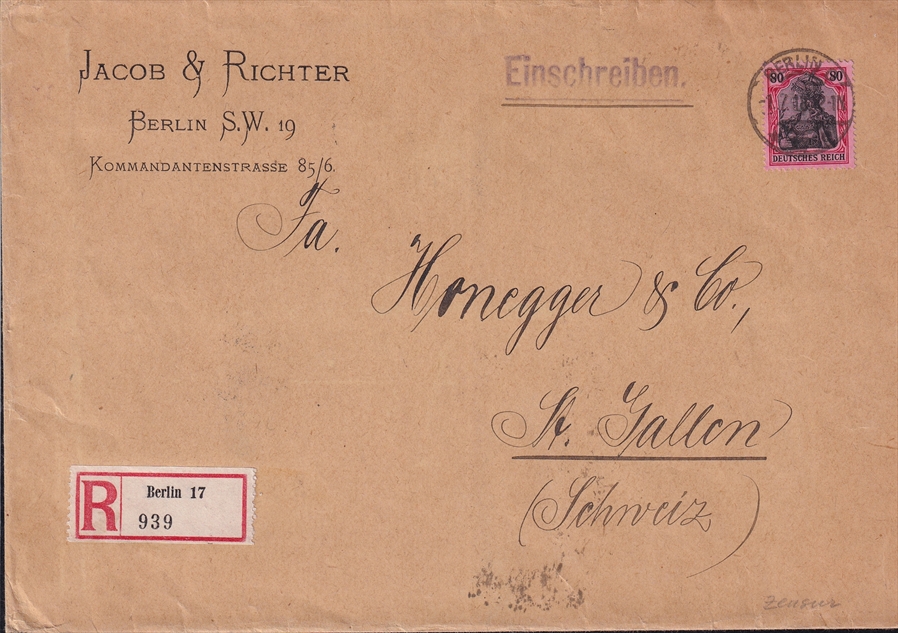 JACOB & RICHTER
BERLIN S.W. 19
KOMMANDANTENSTRASSE 85/6.
Einschreiben.
BERLIN
80 80
DEUTSCHES REICH
Fa.
Honegger & Co.,
St. Gallen
(Schweiz)
R
Berlin 17
939
Zensur